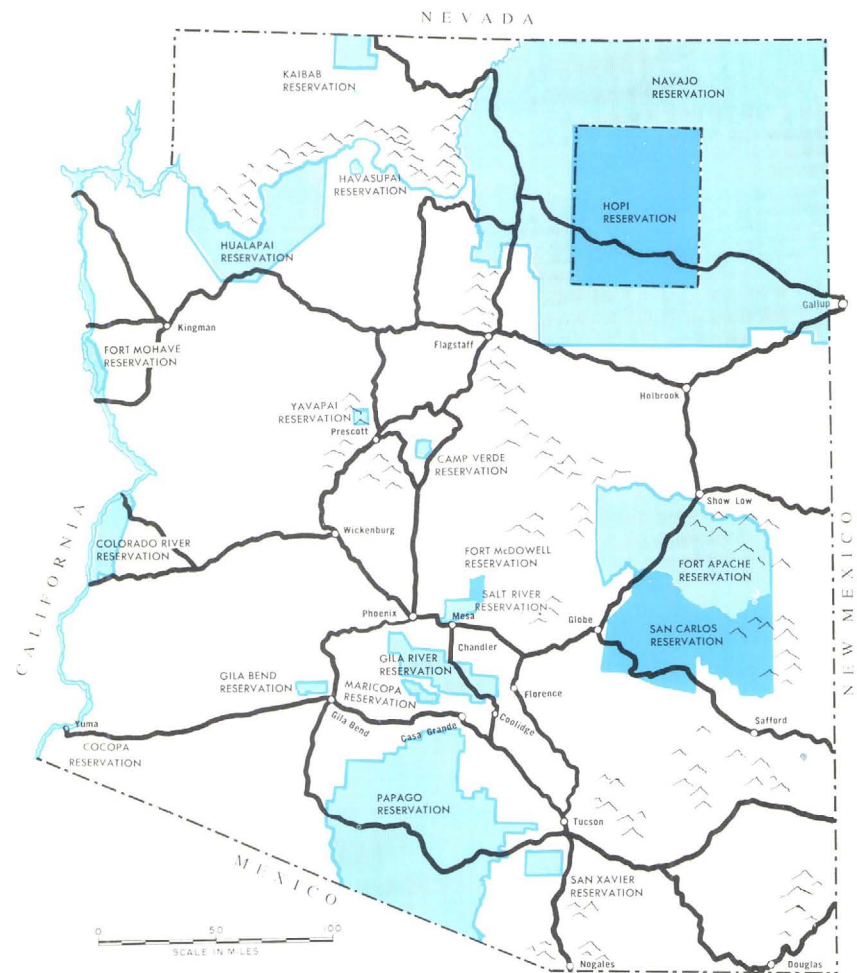 NEVADA
KAIBAB
RESERVATION
NAVAJO
RESERVATION
HAVASUPAI
RESERVATION
HOPI
RESERVATION
HUALAPAI
RESERVATION
Gallup
Kingman
Flagstaff
FORT MOHAVE
RESERVATION
Holbrook
YAVAPAI
RESERVATION
Prescott
CAMP VERDE
RESERVATION
Show Low
CALIFORNIA
Wickenburg
COLORADO RIVER
RESERVATION
FORT McDOWELL
RESERVATION
FORT APACHE
RESERVATION
SALT RIVER
RESERVATION
Phoenix
Mesa
Globe
SAN CARLOS
RESERVATION
NEW MEXICO
Chandler
GILA RIVER
RESERVATION
GILA BEND
RESERVATION
MARICOPA
RESERVATION
Florence
Yuma
Gila Bend
Casa Grande
Coolidge
Safford
COCOPA
RESERVATION
PAPAGO
RESERVATION
Tucson
MEXICO
SAN XAVIER
RESERVATION
0 50 100
SCALE IN MILES
Nogales
Douglas